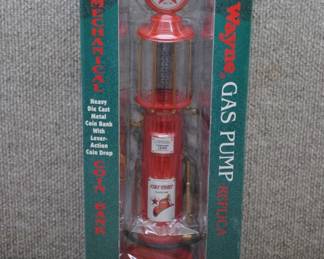 MECHANICAL
Heavy
Die Cast
Metal
Coin Bank
With
Lever-
Action
Coin Drop
COIN BANK
Wayne
GAS PUMP
REPLICA